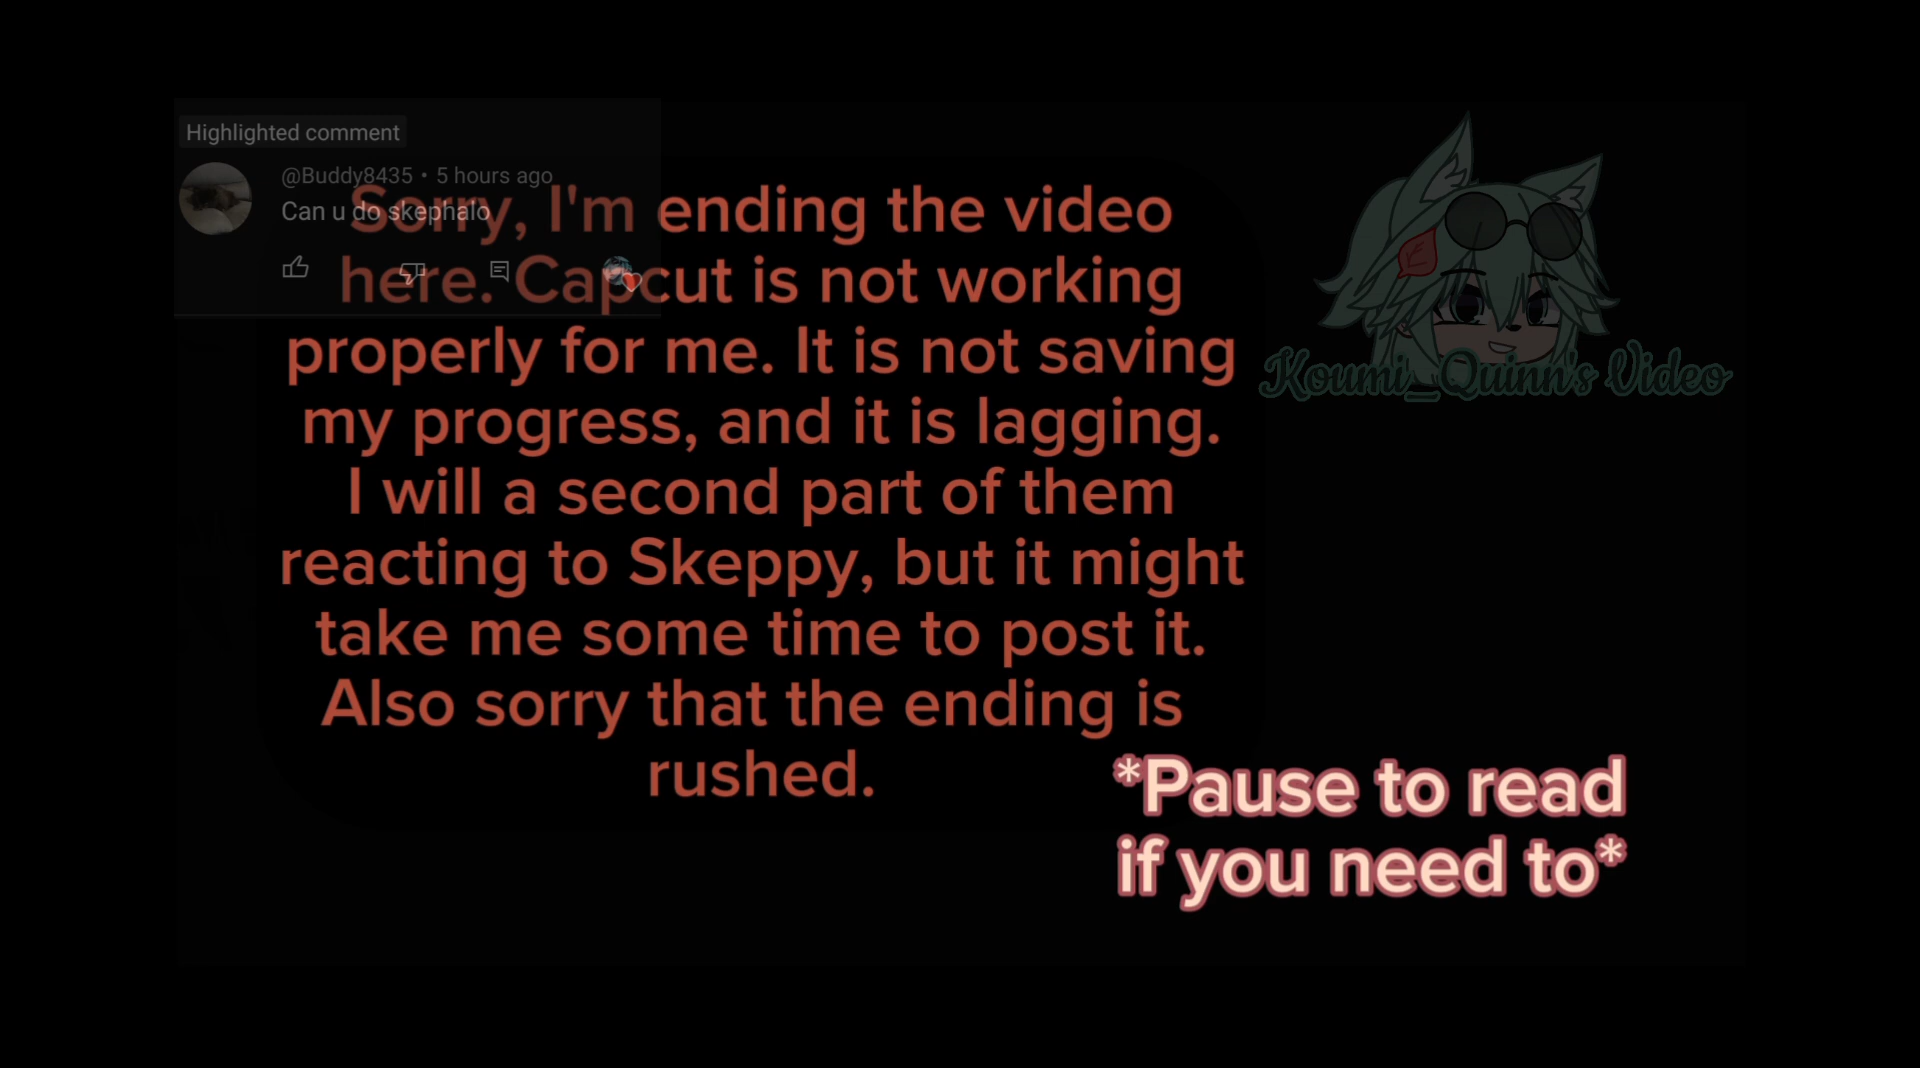 Highlighted comment
@Buddy8435 • 5 hours ago
Can u do skephalo
Sorry, I'm ending the video
here. Capcut is not working
properly for me. It is not saving
my progress, and it is lagging.
I will a second part of them
reacting to Skeppy, but it might
take me some time to post it.
Also sorry that the ending is
rushed.
Koumi_Quinn's Video
*Pause to read
if you need to*